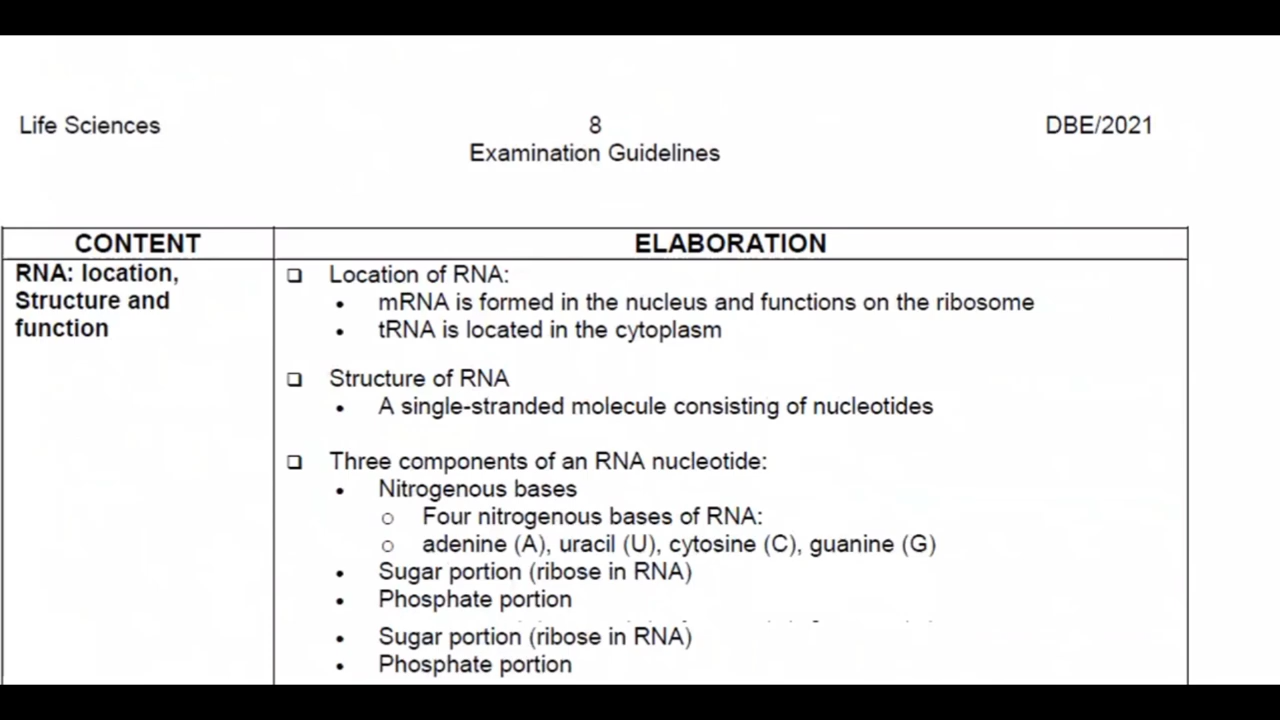 Life Sciences 8 DBE/2021
Examination Guidelines
CONTENT ELABORATION
RNA: location,
Structure and
function
❑ Location of RNA:
• mRNA is formed in the nucleus and functions on the ribosome
• tRNA is located in the cytoplasm
❑ Structure of RNA
• A single-stranded molecule consisting of nucleotides
❑ Three components of an RNA nucleotide:
• Nitrogenous bases
o Four nitrogenous bases of RNA:
o adenine (A), uracil (U), cytosine (C), guanine (G)
• Sugar portion (ribose in RNA)
• Phosphate portion
• Sugar portion (ribose in RNA)
• Phosphate portion